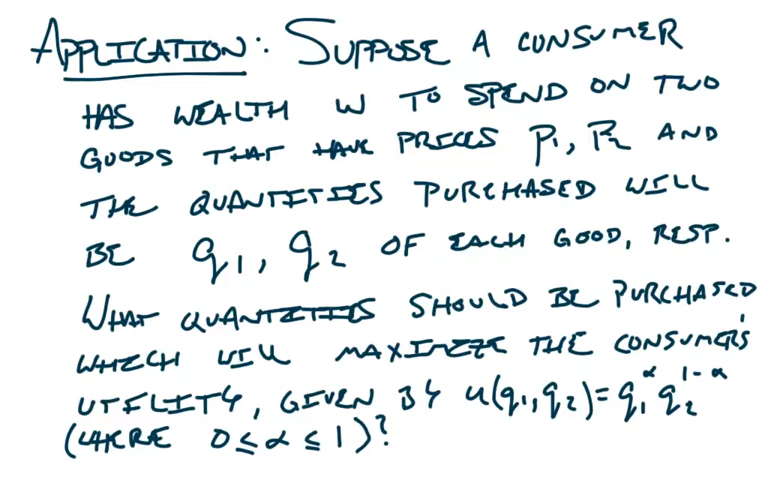 APPLICATION: SUPPOSE A CONSUMER
HAS WEALTH W TO SPEND ON TWO
GOODS THAT HAVE PRICES p₁, p₂ AND
THE QUANTITIES PURCHASED WILL
BE q₁, q₂ OF EACH GOOD, RESP.
WHAT QUANTITIES SHOULD BE PURCHASED
WHICH WILL MAXIMIZE THE CONSUMER'S
UTILITY, GIVEN BY u(q₁,q₂)=q₁^α q₂^(1-α)
(WHERE 0≤α≤1)?